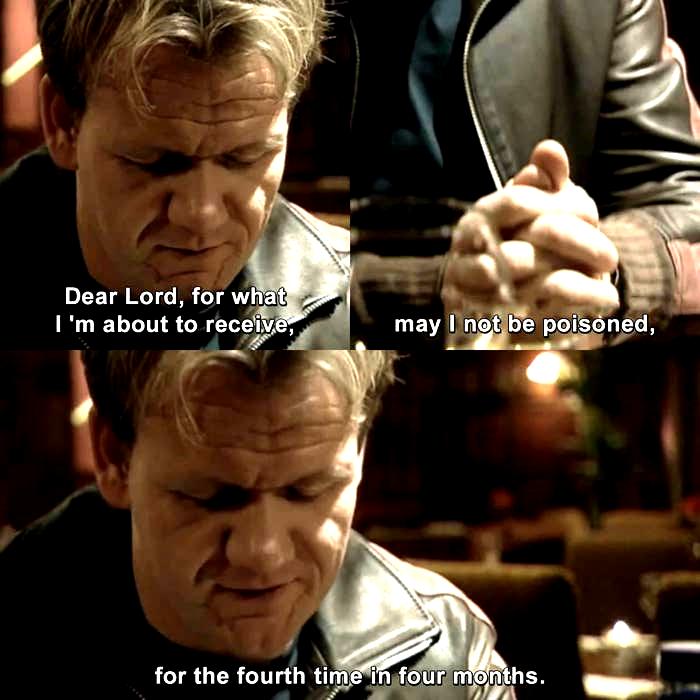 Dear Lord, for what
I 'm about to receive,
may I not be poisoned,
for the fourth time in four months.